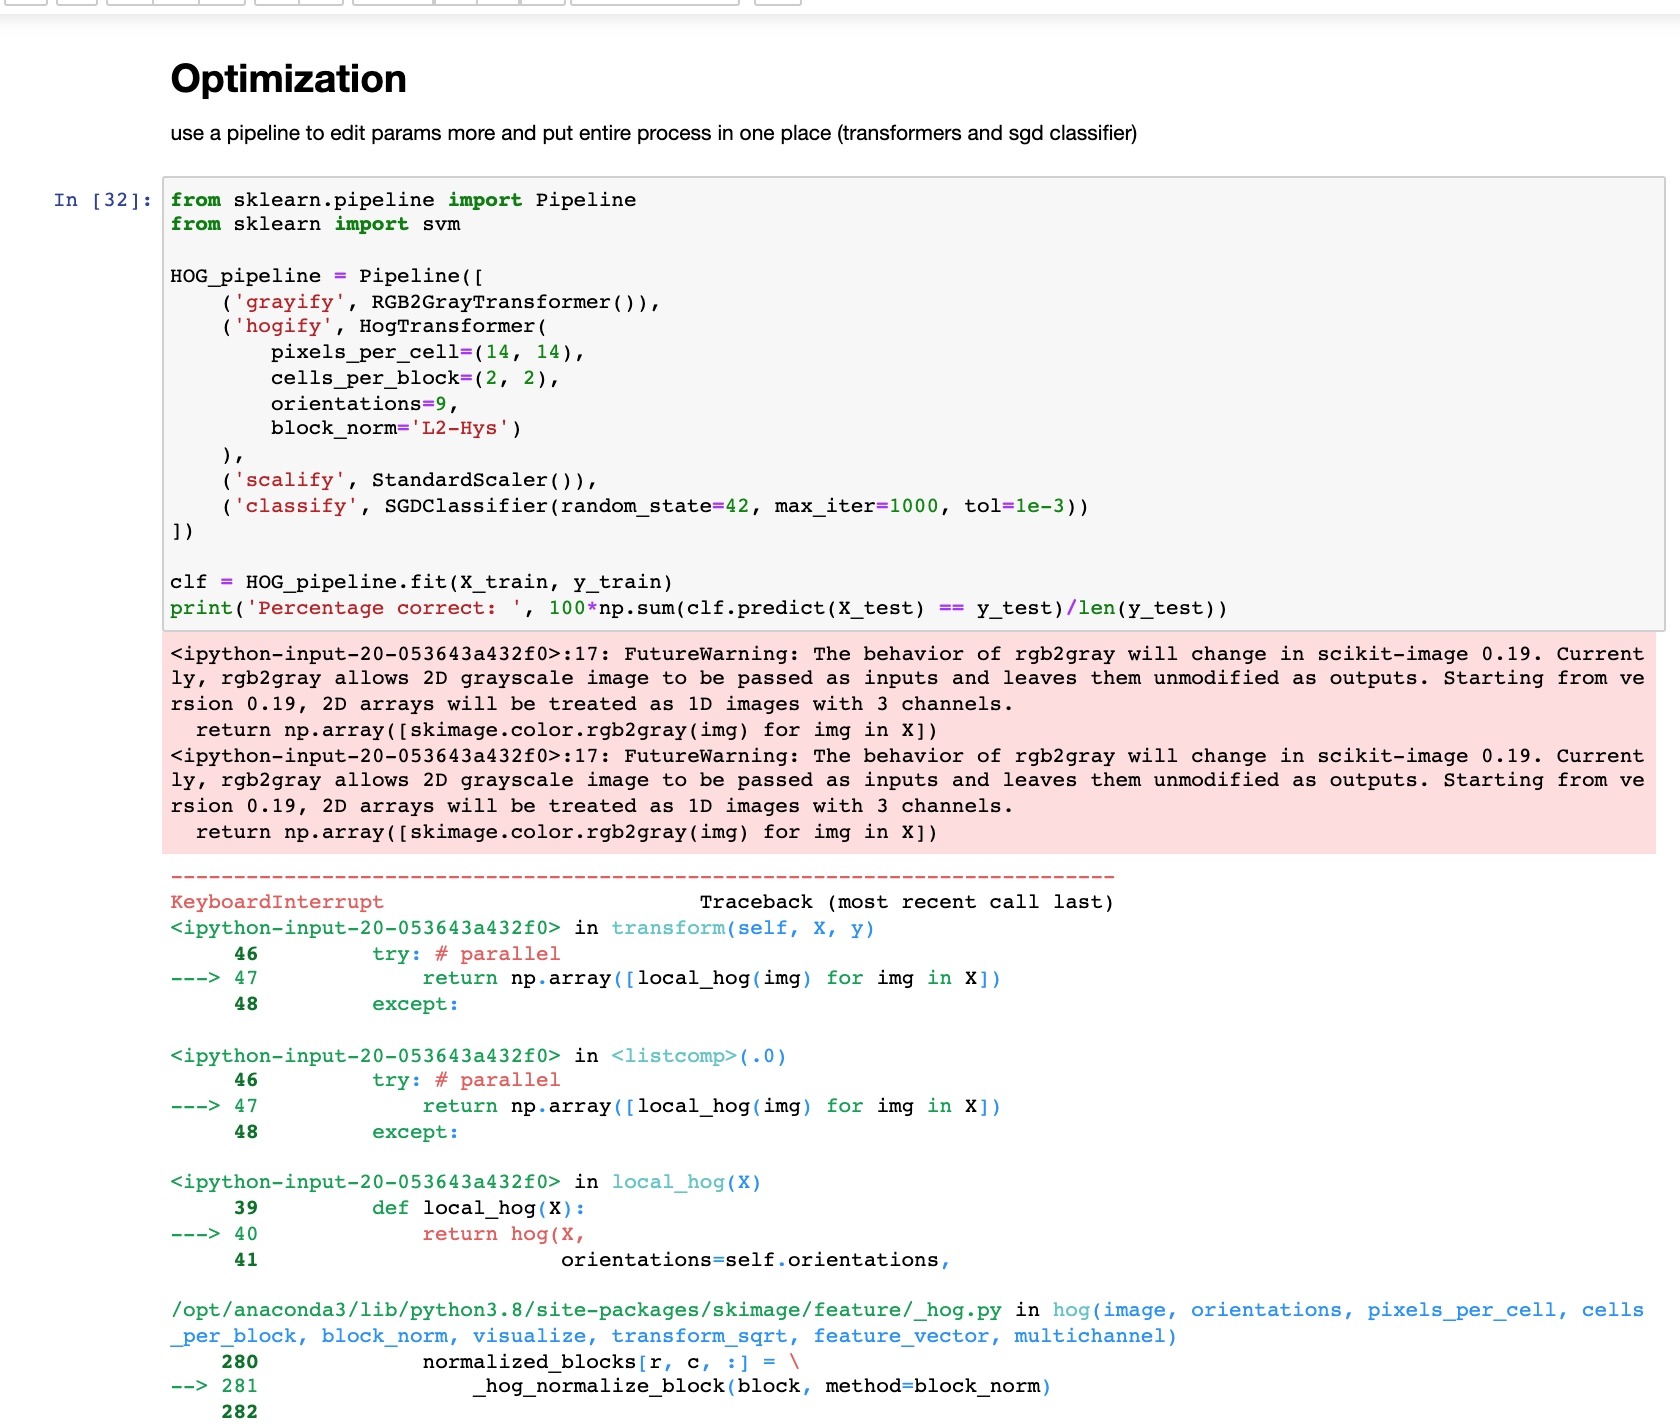 Optimization
use a pipeline to edit params more and put entire process in one place (transformers and sgd classifier)
In [32]: from sklearn.pipeline import Pipeline
from sklearn import svm
HOG_pipeline = Pipeline([
    ('grayify', RGB2GrayTransformer()),
    ('hogify', HogTransformer(
        pixels_per_cell=(14, 14),
        cells_per_block=(2, 2),
        orientations=9,
        block_norm='L2-Hys')
    ),
    ('scalify', StandardScaler()),
    ('classify', SGDClassifier(random_state=42, max_iter=1000, tol=1e-3))
])
clf = HOG_pipeline.fit(X_train, y_train)
print('Percentage correct: ', 100*np.sum(clf.predict(X_test) == y_test)/len(y_test))
<ipython-input-20-053643a432f0>:17: FutureWarning: The behavior of rgb2gray will change in scikit-image 0.19. Current
ly, rgb2gray allows 2D grayscale image to be passed as inputs and leaves them unmodified as outputs. Starting from ve
rsion 0.19, 2D arrays will be treated as 1D images with 3 channels.
  return np.array([skimage.color.rgb2gray(img) for img in X])
<ipython-input-20-053643a432f0>:17: FutureWarning: The behavior of rgb2gray will change in scikit-image 0.19. Current
ly, rgb2gray allows 2D grayscale image to be passed as inputs and leaves them unmodified as outputs. Starting from ve
rsion 0.19, 2D arrays will be treated as 1D images with 3 channels.
  return np.array([skimage.color.rgb2gray(img) for img in X])
---------------------------------------------------------------------------
KeyboardInterrupt                         Traceback (most recent call last)
<ipython-input-20-053643a432f0> in transform(self, X, y)
     46         try: # parallel
---> 47             return np.array([local_hog(img) for img in X])
     48         except:
<ipython-input-20-053643a432f0> in <listcomp>(.0)
     46         try: # parallel
---> 47             return np.array([local_hog(img) for img in X])
     48         except:
<ipython-input-20-053643a432f0> in local_hog(X)
     39         def local_hog(X):
---> 40             return hog(X,
     41                        orientations=self.orientations,
/opt/anaconda3/lib/python3.8/site-packages/skimage/feature/_hog.py in hog(image, orientations, pixels_per_cell, cells
_per_block, block_norm, visualize, transform_sqrt, feature_vector, multichannel)
    280             normalized_blocks[r, c, :] = \
--> 281                 _hog_normalize_block(block, method=block_norm)
    282